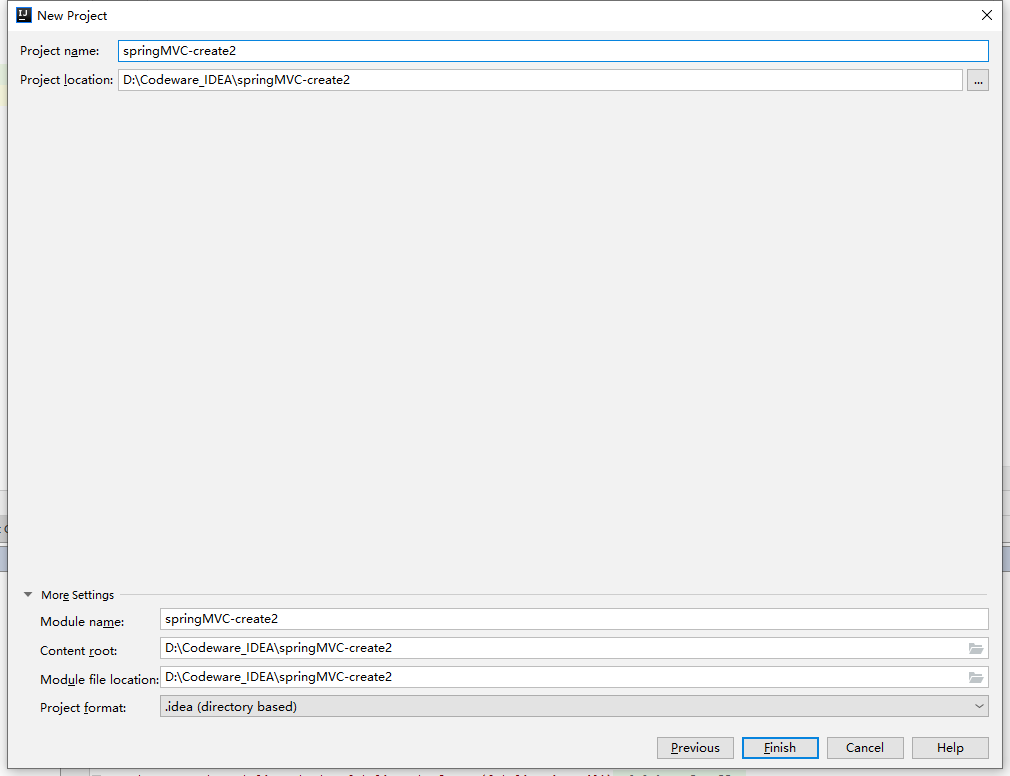 New Project
Project name: springMVC-create2
Project location: D:\Codeware_IDEA\springMVC-create2 ...
More Settings
Module name: springMVC-create2
Content root: D:\Codeware_IDEA\springMVC-create2
Module file location: D:\Codeware_IDEA\springMVC-create2
Project format: .idea (directory based)
Previous Finish Cancel Help